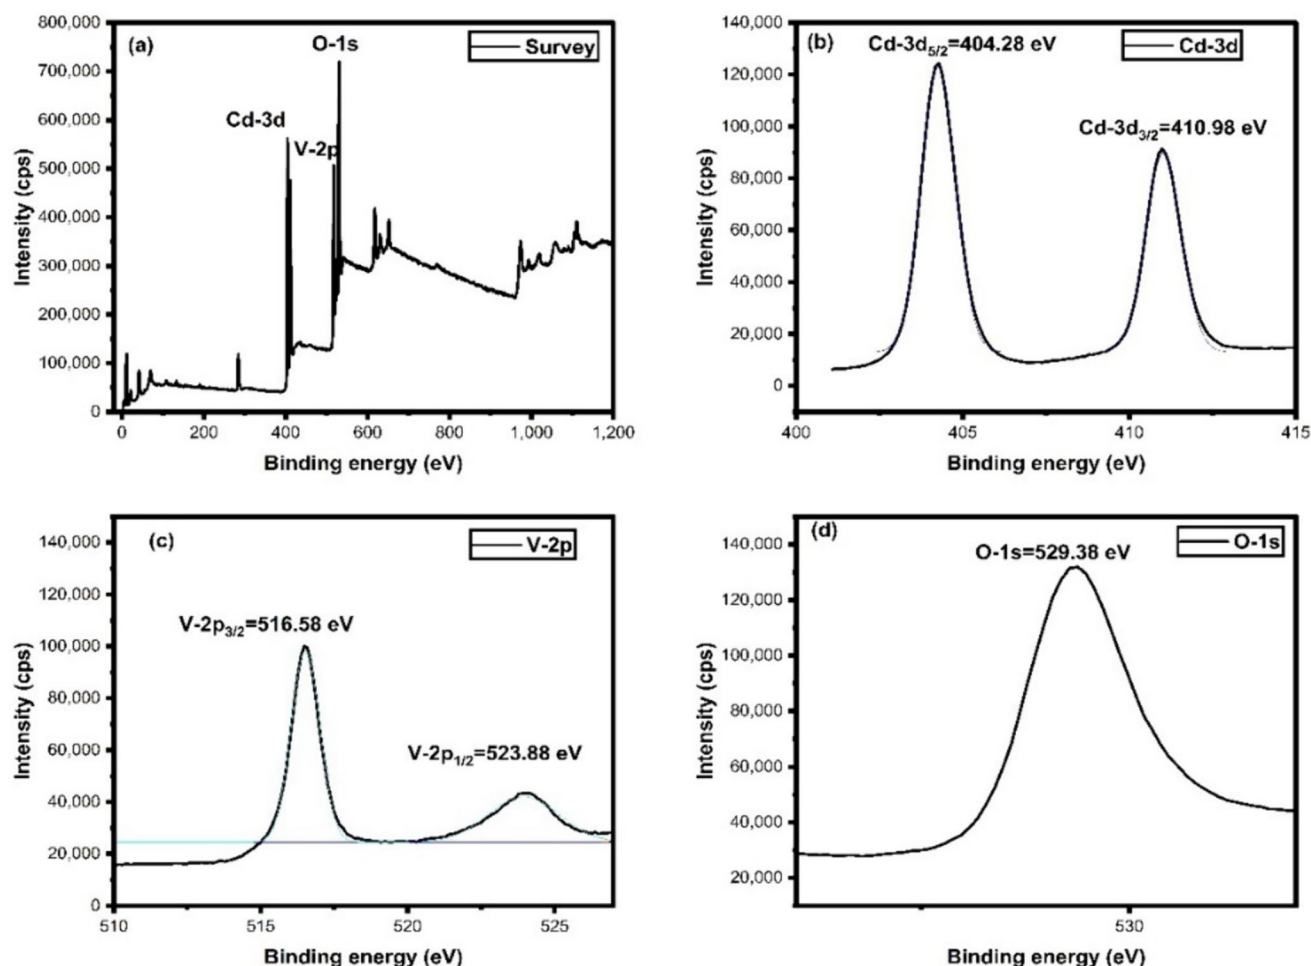 (a)
Survey
O-1s
Cd-3d
V-2p
800,000
700,000
600,000
500,000
400,000
300,000
200,000
100,000
0
0 200 400 600 800 1,000 1,200
Intensity (cps)
Binding energy (eV)
(b)
Cd-3d
Cd-3d5/2=404.28 eV
Cd-3d3/2=410.98 eV
140,000
120,000
100,000
80,000
60,000
40,000
20,000
0
400 405 410 415
Intensity (cps)
Binding energy (eV)
(c)
V-2p
V-2p3/2=516.58 eV
V-2p1/2=523.88 eV
140,000
120,000
100,000
80,000
60,000
40,000
20,000
0
510 515 520 525
Intensity (cps)
Binding energy (eV)
(d)
O-1s
O-1s=529.38 eV
140,000
120,000
100,000
80,000
60,000
40,000
20,000
530
Intensity (cps)
Binding energy (eV)